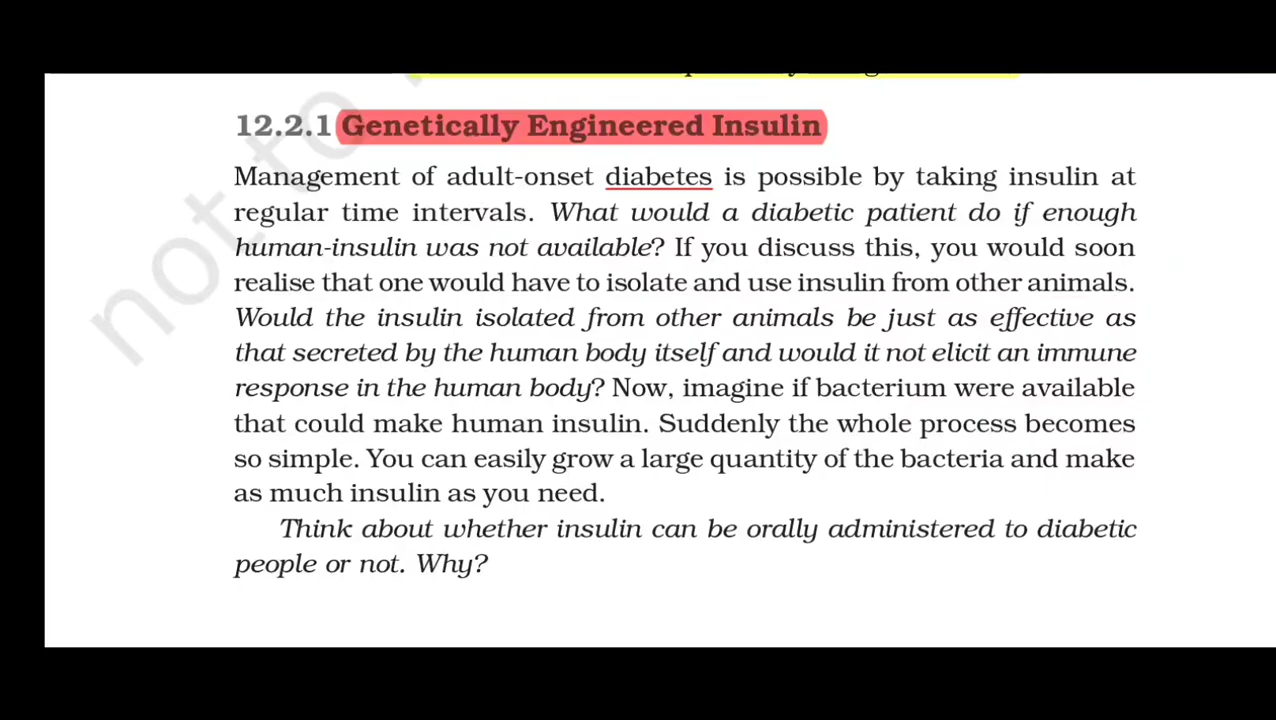 12.2.1 Genetically Engineered Insulin
Management of adult-onset diabetes is possible by taking insulin at
regular time intervals. What would a diabetic patient do if enough
human-insulin was not available? If you discuss this, you would soon
realise that one would have to isolate and use insulin from other animals.
Would the insulin isolated from other animals be just as effective as
that secreted by the human body itself and would it not elicit an immune
response in the human body? Now, imagine if bacterium were available
that could make human insulin. Suddenly the whole process becomes
so simple. You can easily grow a large quantity of the bacteria and make
as much insulin as you need.
Think about whether insulin can be orally administered to diabetic
people or not. Why?
not to